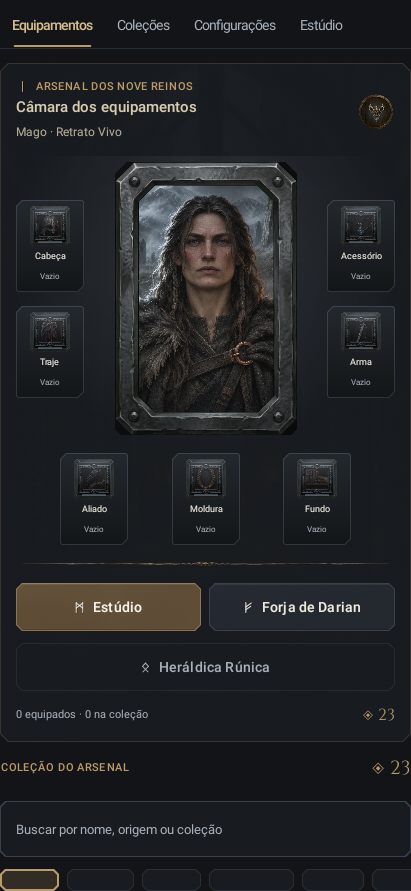 Equipamentos Coleções Configurações Estúdio
ARSENAL DOS NOVE REINOS
Câmara dos equipamentos
Mago · Retrato Vivo
Cabeça
Vazio
Acessório
Vazio
Traje
Vazio
Arma
Vazio
Aliado
Vazio
Moldura
Vazio
Fundo
Vazio
ᛗ Estúdio
ᚠ Forja de Darian
ᛟ Heráldica Rúnica
0 equipados · 0 na coleção
◈ 23
COLEÇÃO DO ARSENAL
◈ 23
Buscar por nome, origem ou coleção